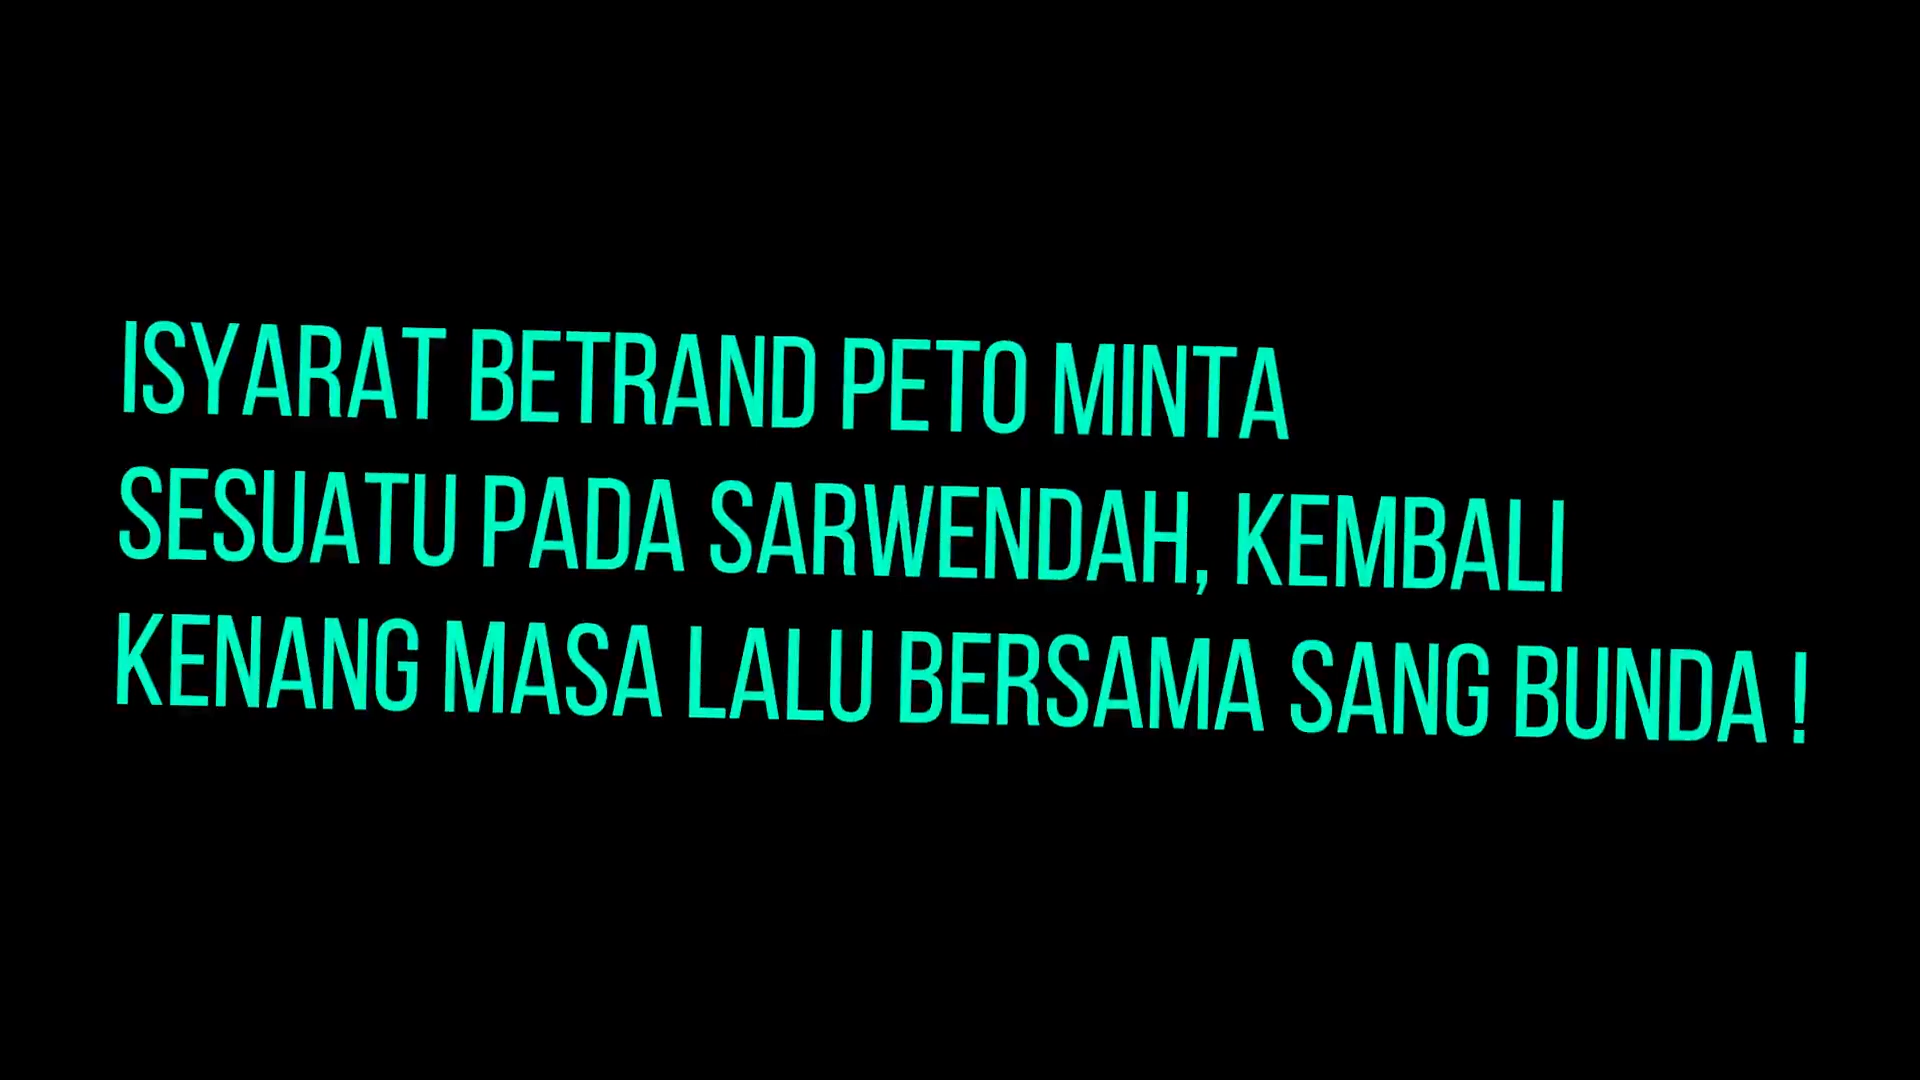 ISYARAT BETRAND PETO MINTA
SESUATU PADA SARWENDAH, KEMBALI
KENANG MASA LALU BERSAMA SANG BUNDA !